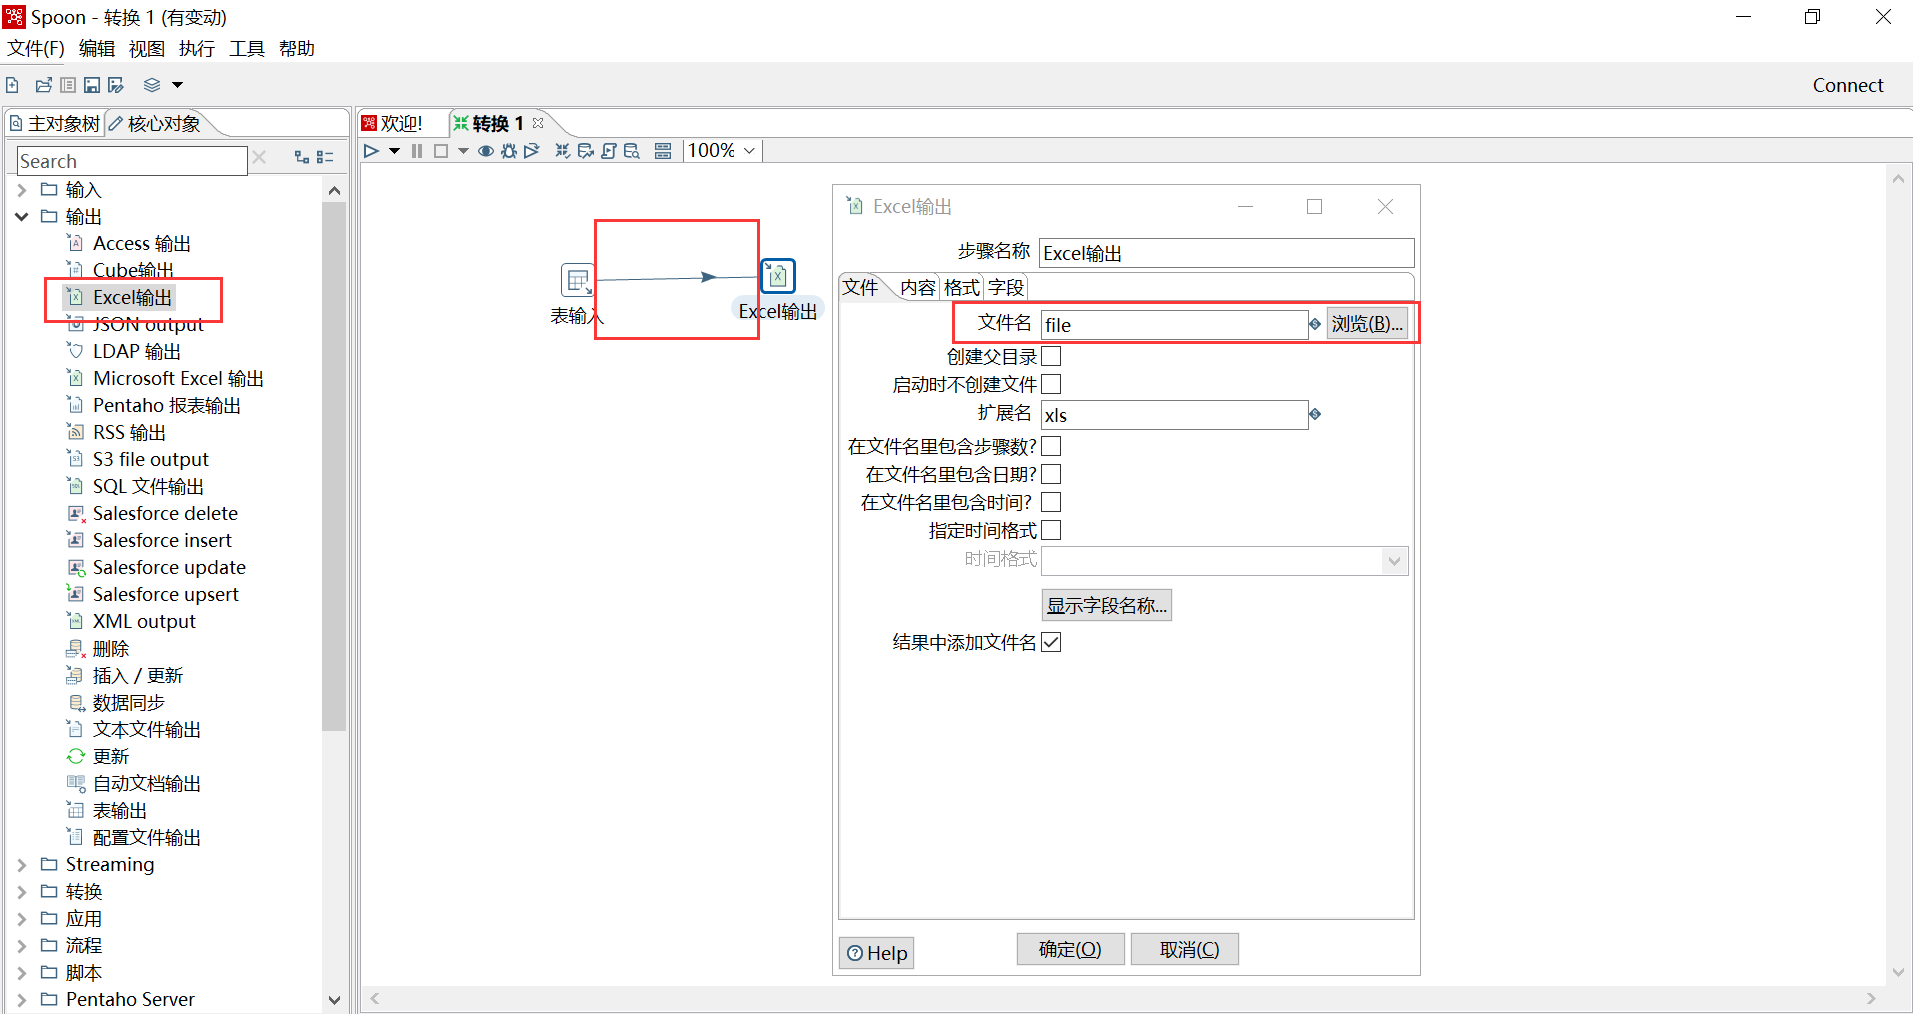 Spoon - 转换 1 (有变动)
文件(F) 编辑 视图 执行 工具 帮助
Connect
主对象树 核心对象
欢迎! 转换 1
Search
100%
输入
输出
Access 输出
Cube输出
Excel输出
JSON output
LDAP 输出
Microsoft Excel 输出
Pentaho 报表输出
RSS 输出
S3 file output
SQL 文件输出
Salesforce delete
Salesforce insert
Salesforce update
Salesforce upsert
XML output
删除
插入 / 更新
数据同步
文本文件输出
更新
自动文档输出
表输出
配置文件输出
Streaming
转换
应用
流程
脚本
Pentaho Server
表输入
Excel输出
Excel输出
步骤名称 Excel输出
文件 内容 格式 字段
文件名 file 浏览(B)...
创建父目录
启动时不创建文件
扩展名 xls
在文件名里包含步骤数?
在文件名里包含日期?
在文件名里包含时间?
指定时间格式
时间格式
显示字段名称...
结果中添加文件名
Help 确定(O) 取消(C)